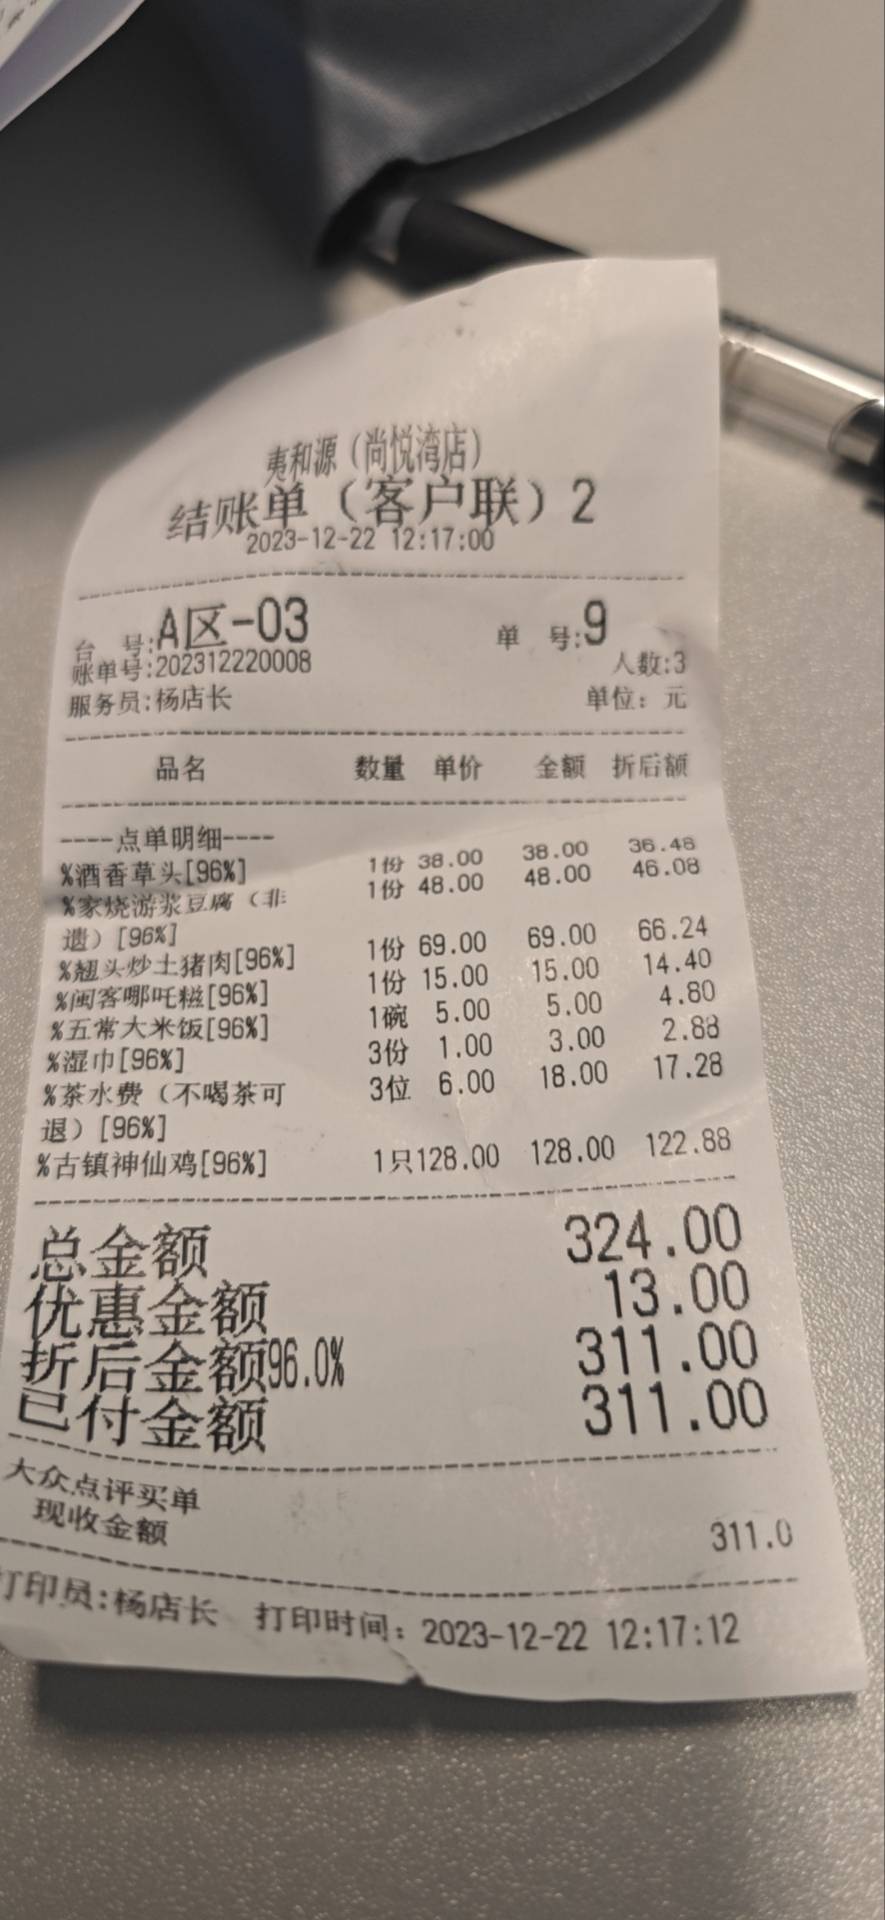 夷和源（尚悦湾店）
结账单（客户联）2
2023-12-22 12:17:00
台 号:A区-03 单 号:9
账单号:202312220008 人数:3
服务员:杨店长 单位：元
品名 数量 单价 金额 折后额
----点单明细----
%酒香草头[96%] 1份 38.00 38.00 36.48
%家烧游浆豆腐（非 1份 48.00 48.00 46.08
遗）[96%]
%翘头炒土猪肉[96%] 1份 69.00 69.00 66.24
%闽客哪吒糍[96%] 1份 15.00 15.00 14.40
%五常大米饭[96%] 1碗 5.00 5.00 4.80
%湿巾[96%] 3份 1.00 3.00 2.88
%茶水费（不喝茶可 3位 6.00 18.00 17.28
退）[96%]
%古镇神仙鸡[96%] 1只128.00 128.00 122.88
总金额 324.00
优惠金额 13.00
折后金额96.0% 311.00
已付金额 311.00
大众点评买单
现收金额 311.0
打印员:杨店长 打印时间：2023-12-22 12:17:12